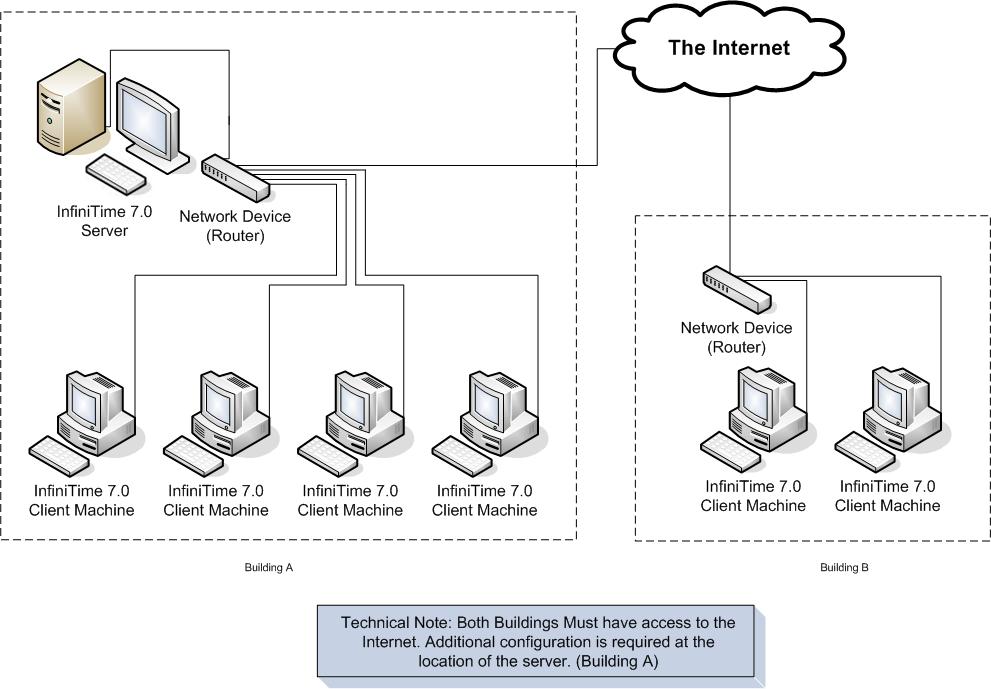 The Internet
InfiniTime 7.0
Server
Network Device
(Router)
Network Device
(Router)
InfiniTime 7.0
Client Machine
InfiniTime 7.0
Client Machine
InfiniTime 7.0
Client Machine
InfiniTime 7.0
Client Machine
InfiniTime 7.0
Client Machine
InfiniTime 7.0
Client Machine
Building A
Building B
Technical Note: Both Buildings Must have access to the
Internet. Additional configuration is required at the
location of the server. (Building A)